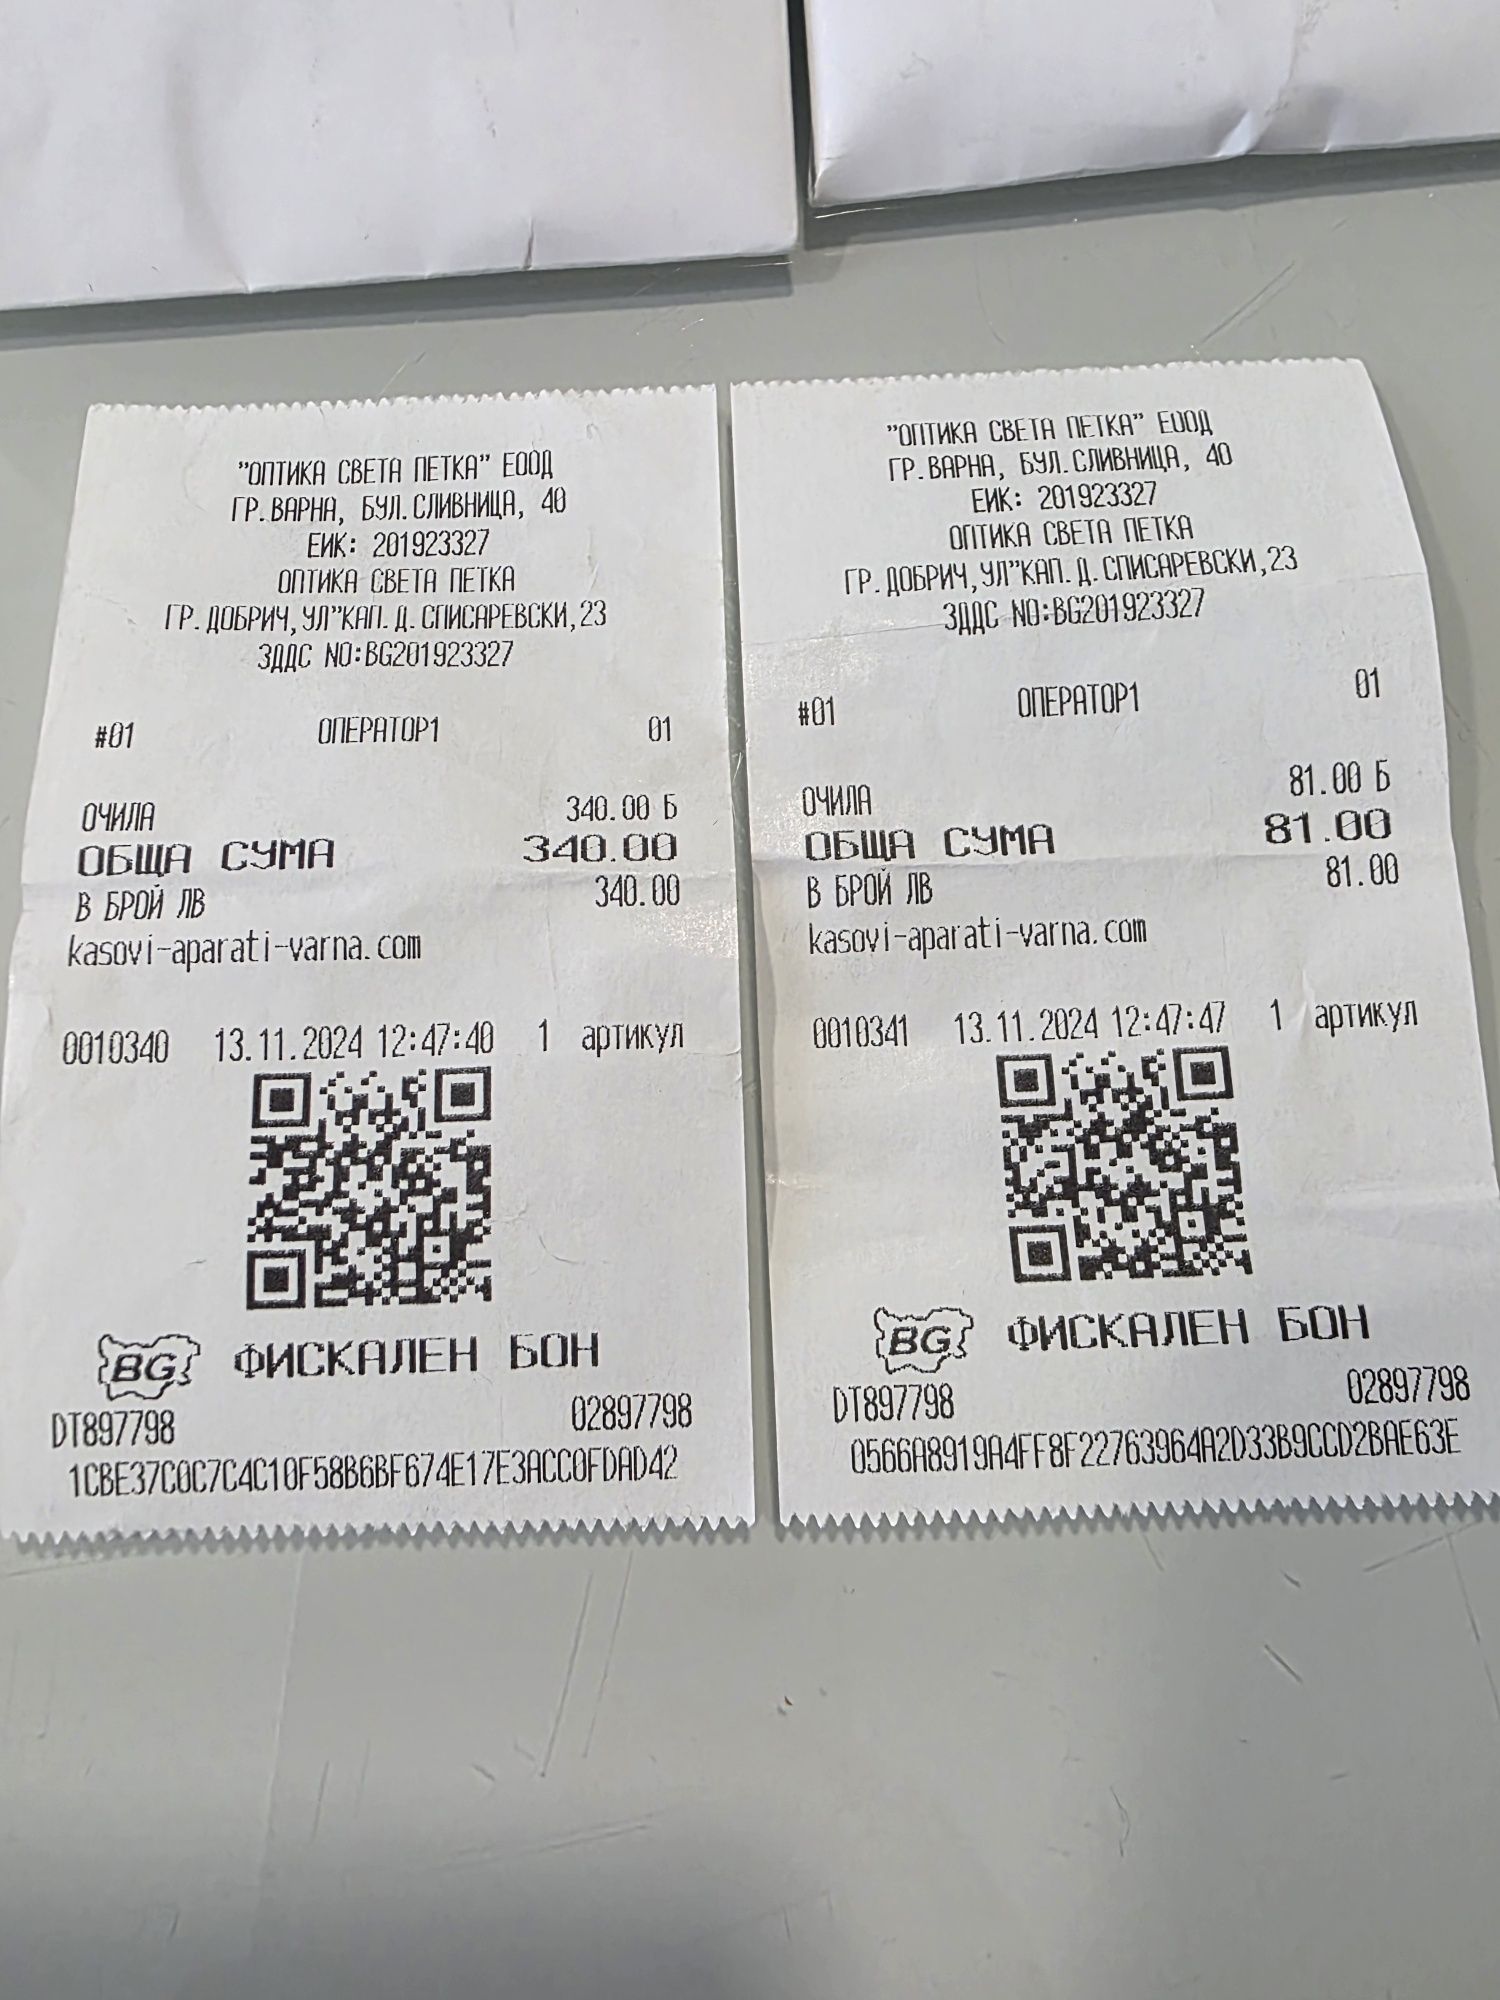 "ОПТИКА СВЕТА ПЕТКА" ЕООД
ГР.ВАРНА, БУЛ.СЛИВНИЦА, 40
ЕИК: 201923327
ОПТИКА СВЕТА ПЕТКА
ГР.ДОБРИЧ,УЛ"КАП.Д.СПИСАРЕВСКИ,23
ЗДДС NO:BG201923327
#01 ОПЕРАТОР1 01
ОЧИЛА 340.00 Б
ОБЩА СУМА 340.00
В БРОЙ ЛВ 340.00
kasovi-aparati-varna.com
0010340 13.11.2024 12:47:40 1 артикул
BG ФИСКАЛЕН БОН
DT897798 02897798
1CBE37C0C7C4C10F58B6BF674E17E3ACC0FDAD42
"ОПТИКА СВЕТА ПЕТКА" ЕООД
ГР.ВАРНА, БУЛ.СЛИВНИЦА, 40
ЕИК: 201923327
ОПТИКА СВЕТА ПЕТКА
ГР.ДОБРИЧ,УЛ"КАП.Д.СПИСАРЕВСКИ,23
ЗДДС NO:BG201923327
#01 ОПЕРАТОР1 01
ОЧИЛА 81.00 Б
ОБЩА СУМА 81.00
В БРОЙ ЛВ 81.00
kasovi-aparati-varna.com
0010341 13.11.2024 12:47:47 1 артикул
BG ФИСКАЛЕН БОН
DT897798 02897798
0566A8919A4FF8F22763964A2D33B9CCD2BAE63E